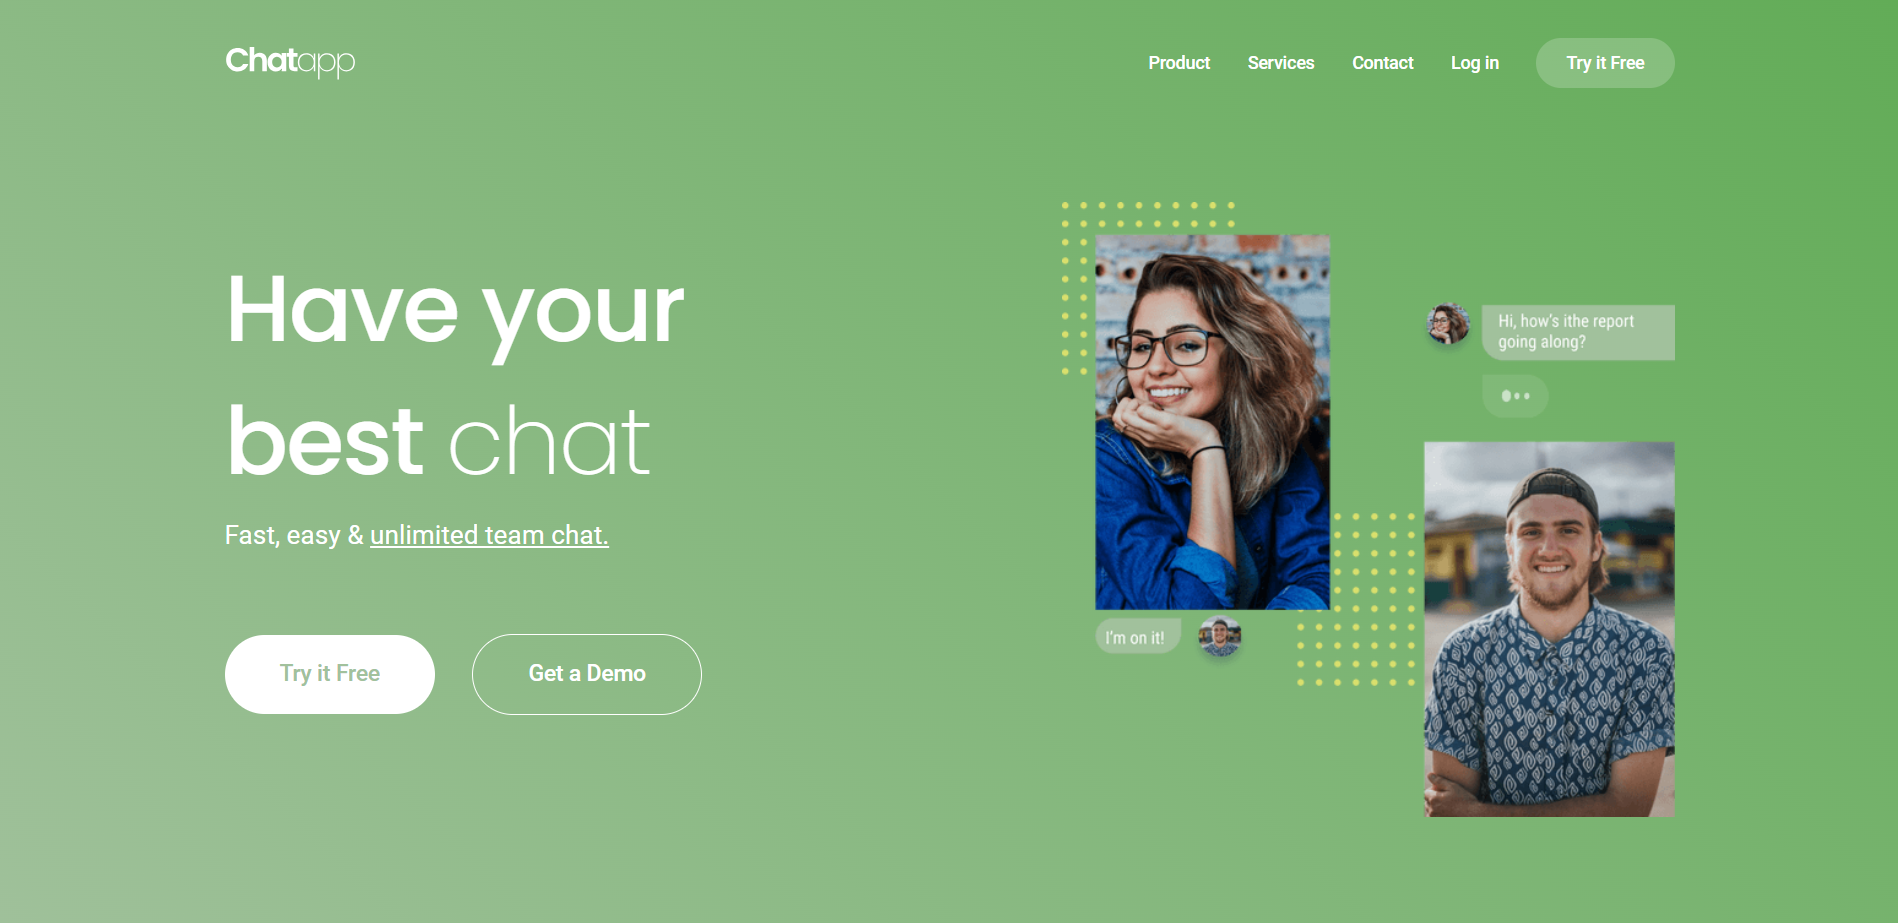 Chatapp
Product Services Contact Log in Try it Free
Have your
best chat
Fast, easy & unlimited team chat.
Try it Free Get a Demo
Hi, how's ithe report
going along?
I'm on it!